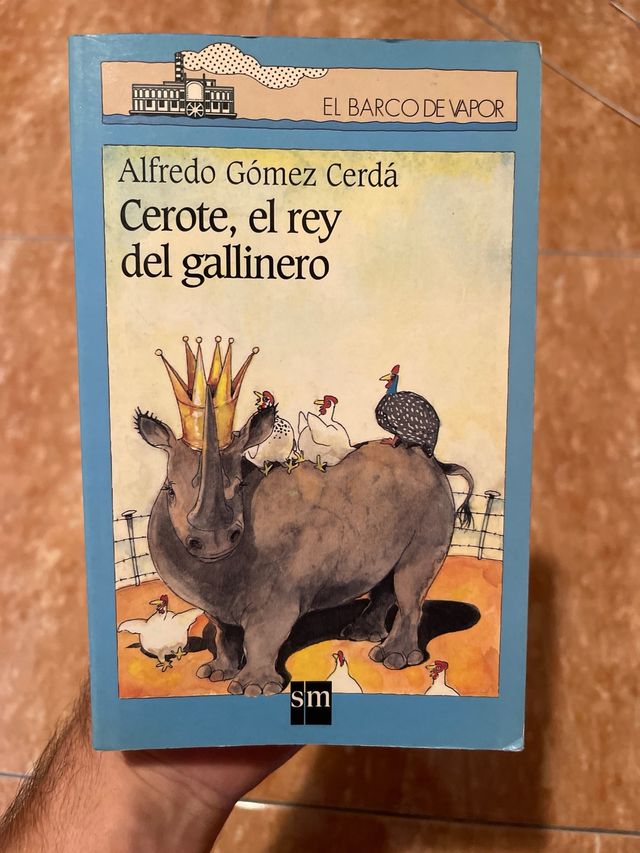 EL BARCO DE VAPOR
Alfredo Gómez Cerdá
Cerote, el rey
del gallinero
sm